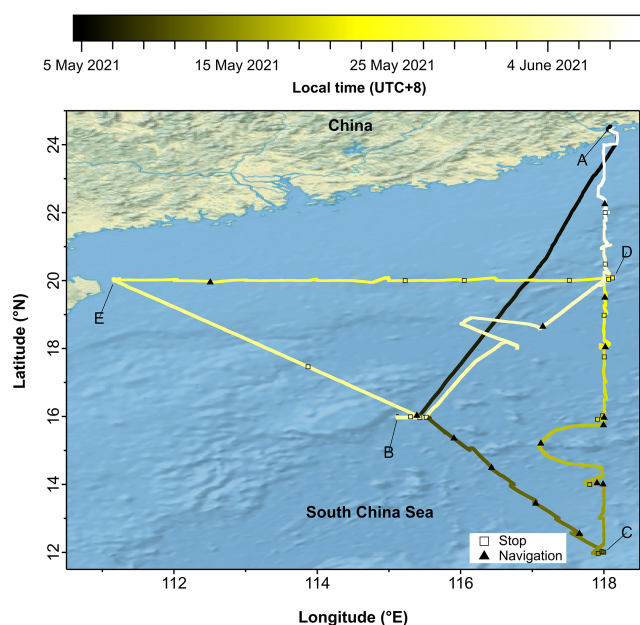 5 May 2021 15 May 2021 25 May 2021 4 June 2021
Local time (UTC+8)
China
A
24
22
D
20
E
Latitude (°N)
18
16
B
14
South China Sea
C
Stop
Navigation
12
112 114 116 118
Longitude (°E)